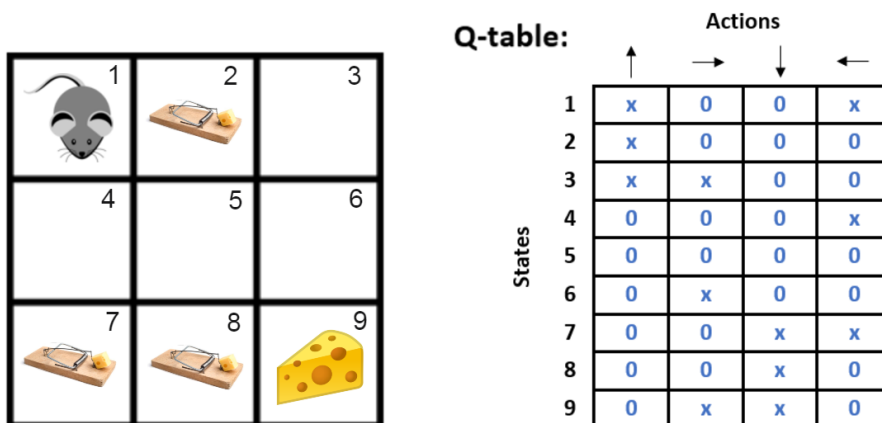 Q-table:
Actions
↑ → ↓ ←
1 2 3
4 5 6
7 8 9
States
1 x 0 0 x
2 x 0 0 0
3 x x 0 0
4 0 0 0 x
5 0 0 0 0
6 0 x 0 0
7 0 0 x x
8 0 0 x 0
9 0 x x 0